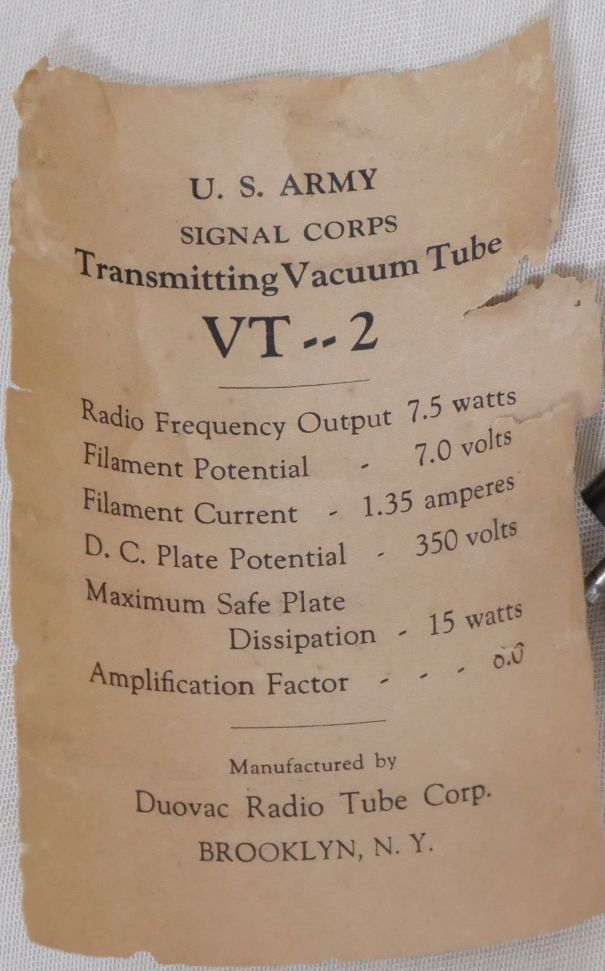 U. S. ARMY
SIGNAL CORPS
Transmitting Vacuum Tube
VT -- 2
Radio Frequency Output 7.5 watts
Filament Potential - 7.0 volts
Filament Current - 1.35 amperes
D. C. Plate Potential - 350 volts
Maximum Safe Plate
Dissipation - 15 watts
Amplification Factor - - -
Manufactured by
Duovac Radio Tube Corp.
BROOKLYN, N. Y.